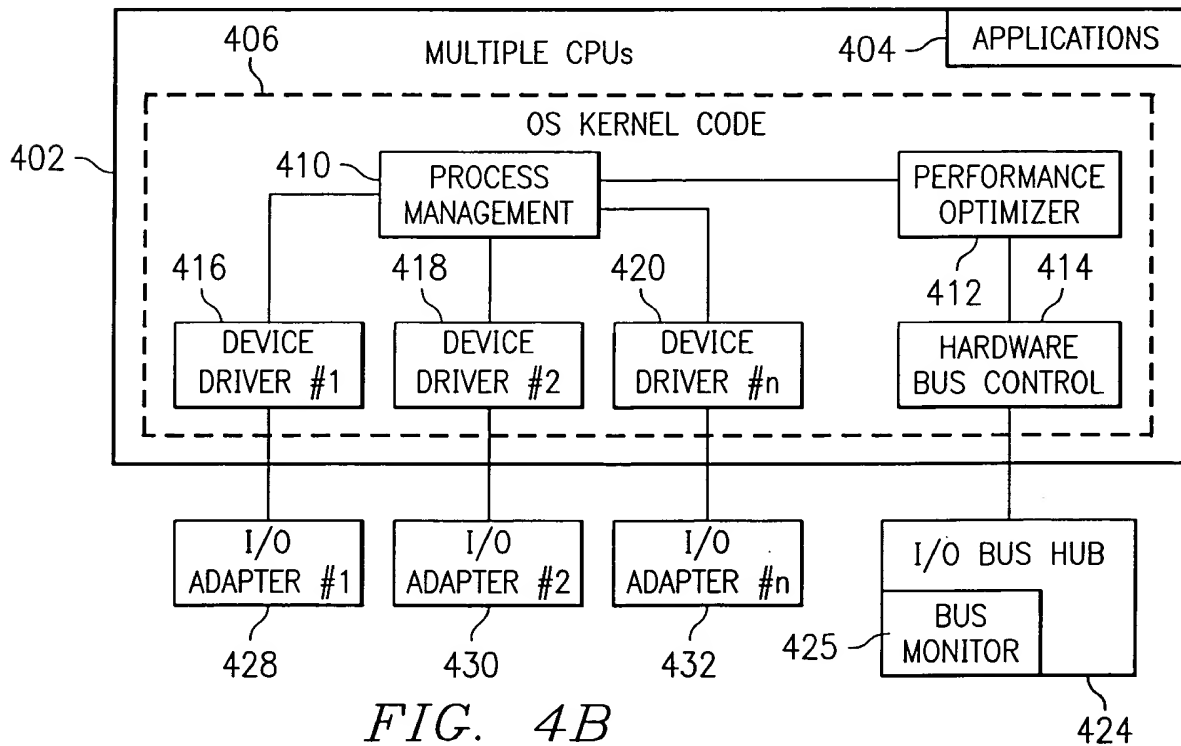 406
MULTIPLE CPUs
404
APPLICATIONS
OS KERNEL CODE
402
410
PROCESS
MANAGEMENT
PERFORMANCE
OPTIMIZER
416
418
420
412
414
DEVICE
DRIVER #1
DEVICE
DRIVER #2
DEVICE
DRIVER #n
HARDWARE
BUS CONTROL
I/O
ADAPTER #1
I/O
ADAPTER #2
I/O
ADAPTER #n
I/O BUS HUB
428
430
432
425
BUS
MONITOR
424
FIG. 4B